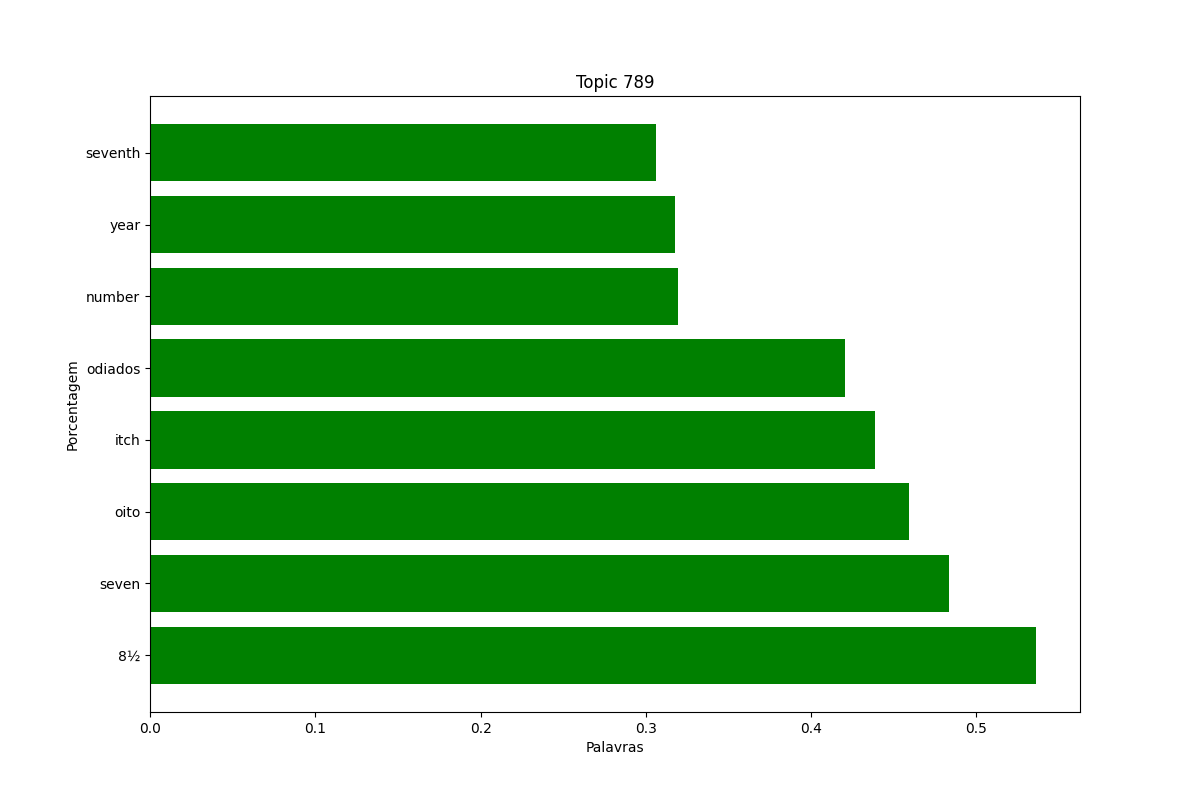 Topic 789
seventh
year
number
odiados
itch
oito
seven
8½
Porcentagem
0.0 0.1 0.2 0.3 0.4 0.5
Palavras